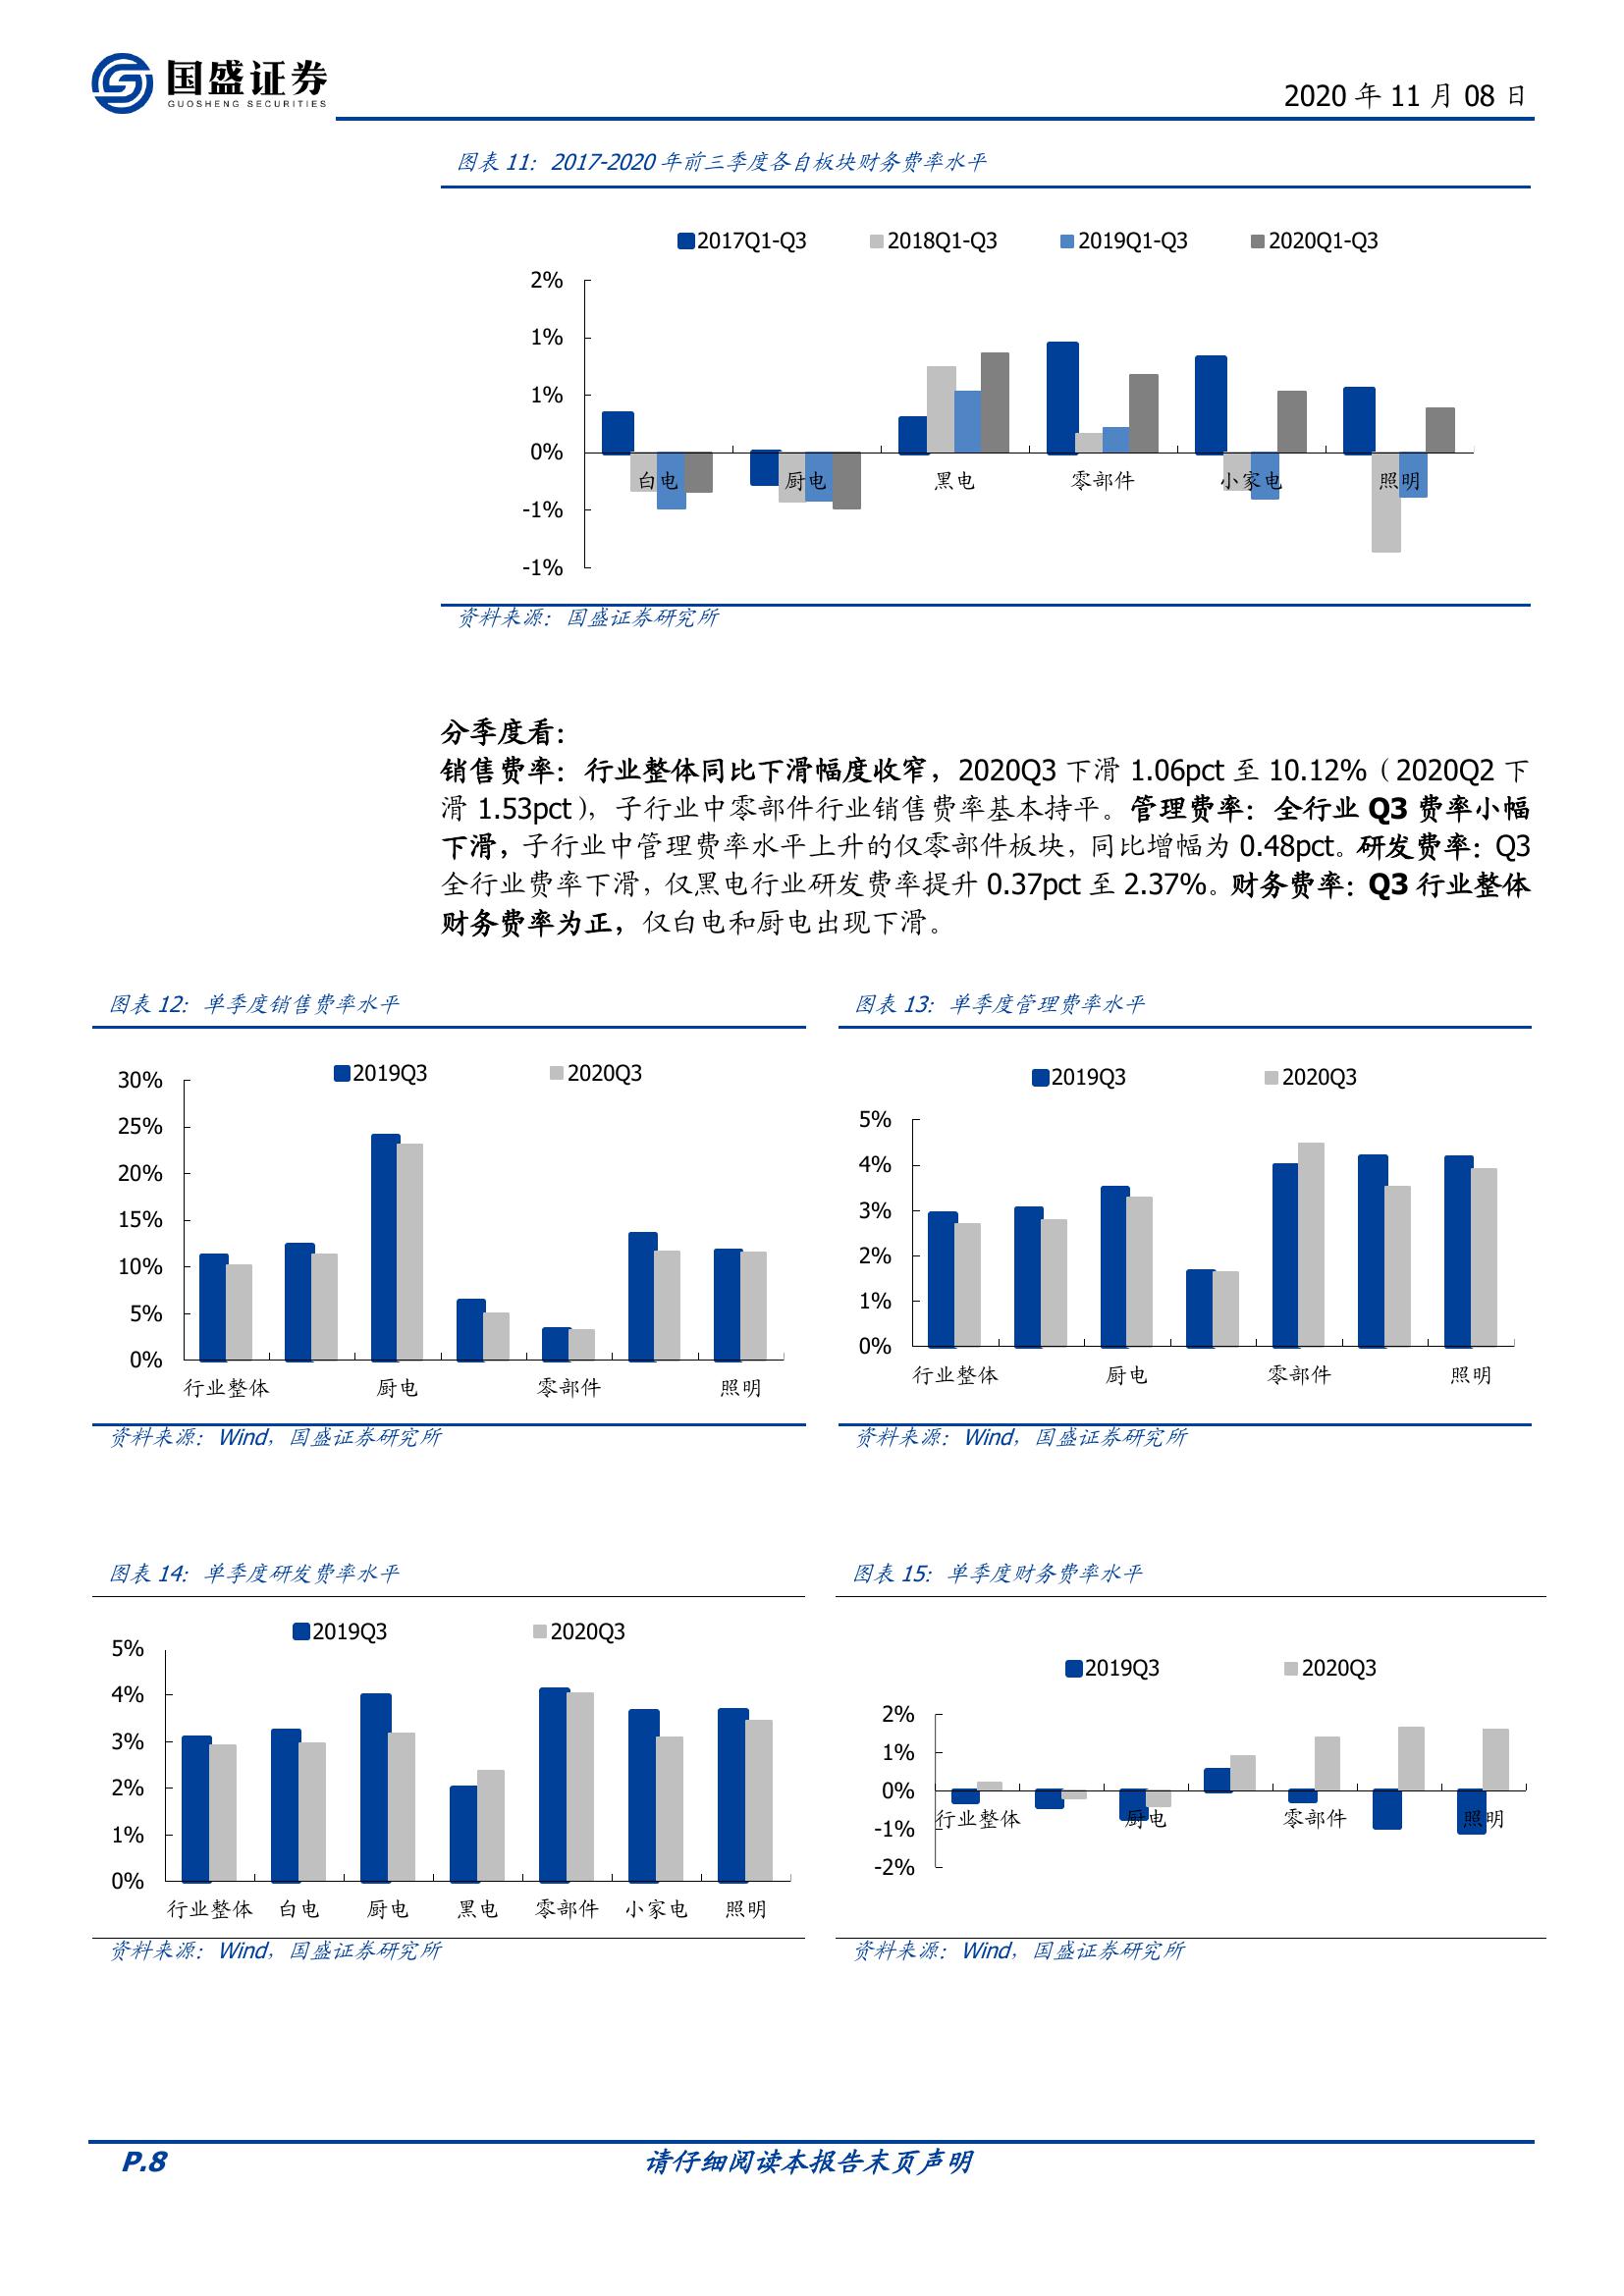 国盛证券
GUOSHENG SECURITIES
2020 年 11 月 08 日
图表 11：2017-2020 年前三季度各自板块财务费率水平
2017Q1-Q3 2018Q1-Q3 2019Q1-Q3 2020Q1-Q3
2%
1%
1%
0%
-1%
-1%
白电 厨电 黑电 零部件 小家电 照明
资料来源：国盛证券研究所
分季度看：
销售费率：行业整体同比下滑幅度收窄，2020Q3 下滑 1.06pct 至 10.12%（2020Q2 下
滑 1.53pct），子行业中零部件行业销售费率基本持平。管理费率：全行业 Q3 费率小幅
下滑，子行业中管理费率水平上升的仅零部件板块，同比增幅为 0.48pct。研发费率：Q3
全行业费率下滑，仅黑电行业研发费率提升 0.37pct 至 2.37%。财务费率：Q3 行业整体
财务费率为正，仅白电和厨电出现下滑。
图表 12：单季度销售费率水平
2019Q3 2020Q3
30%
25%
20%
15%
10%
5%
0%
行业整体 厨电 零部件 照明
资料来源：Wind，国盛证券研究所
图表 13：单季度管理费率水平
2019Q3 2020Q3
5%
4%
3%
2%
1%
0%
行业整体 厨电 零部件 照明
资料来源：Wind，国盛证券研究所
图表 14：单季度研发费率水平
2019Q3 2020Q3
5%
4%
3%
2%
1%
0%
行业整体 白电 厨电 黑电 零部件 小家电 照明
资料来源：Wind，国盛证券研究所
图表 15：单季度财务费率水平
2019Q3 2020Q3
2%
1%
0%
-1%
-2%
行业整体 厨电 零部件 照明
资料来源：Wind，国盛证券研究所
P.8 请仔细阅读本报告末页声明